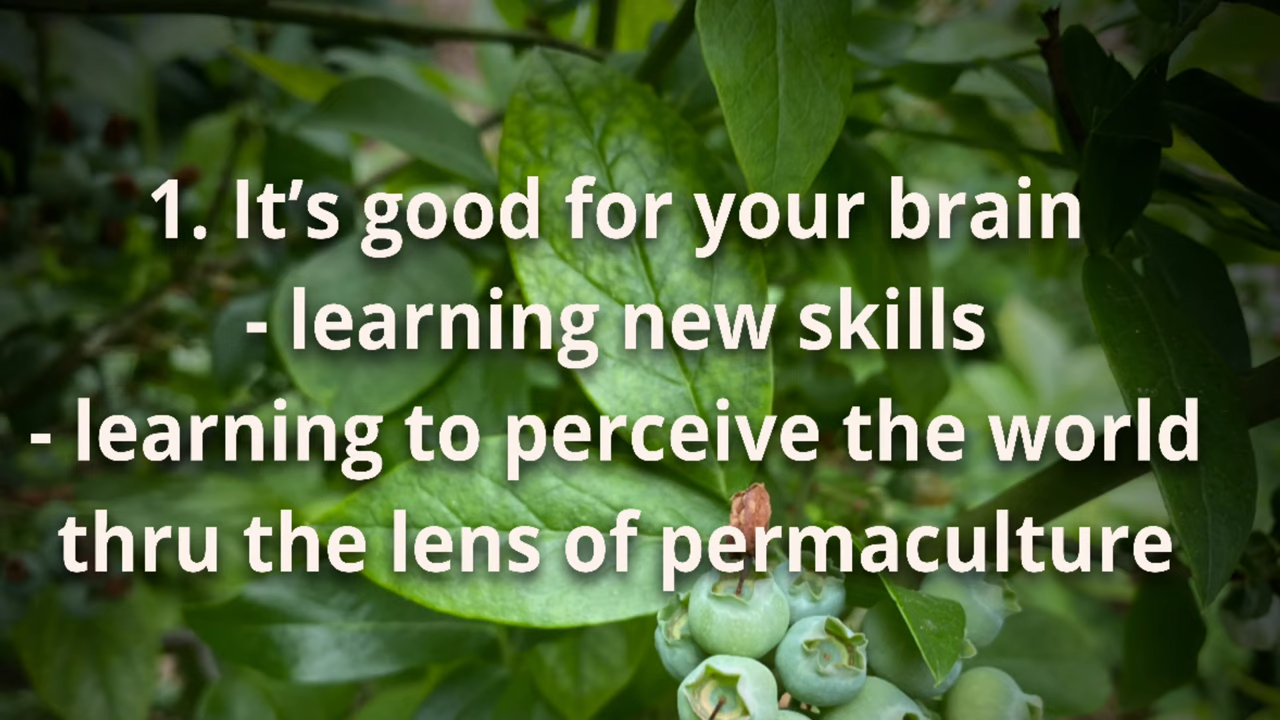 1. It’s good for your brain
- learning new skills
- learning to perceive the world
thru the lens of permaculture